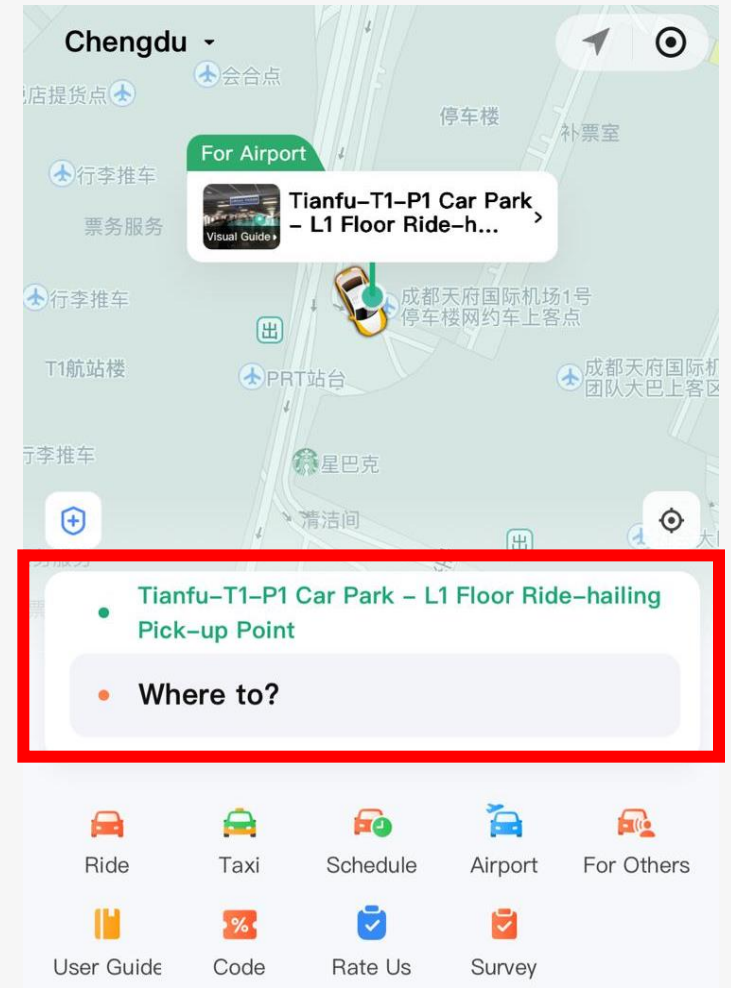 Chengdu
会合点
店提货点
停车楼
补票室
For Airport
行李推车
Tianfu–T1–P1 Car Park
– L1 Floor Ride–h...
Visual Guide
票务服务
行李推车
成都天府国际机场1号
停车楼网约车上客点
出
T1航站楼
PRT站台
成都天府国际机
团队大巴上客区
行李推车
星巴克
清洁间
出
大
务服务
票
Tianfu–T1–P1 Car Park – L1 Floor Ride–hailing
Pick–up Point
Where to?
Ride
Taxi
Schedule
Airport
For Others
%
User Guide
Code
Rate Us
Survey